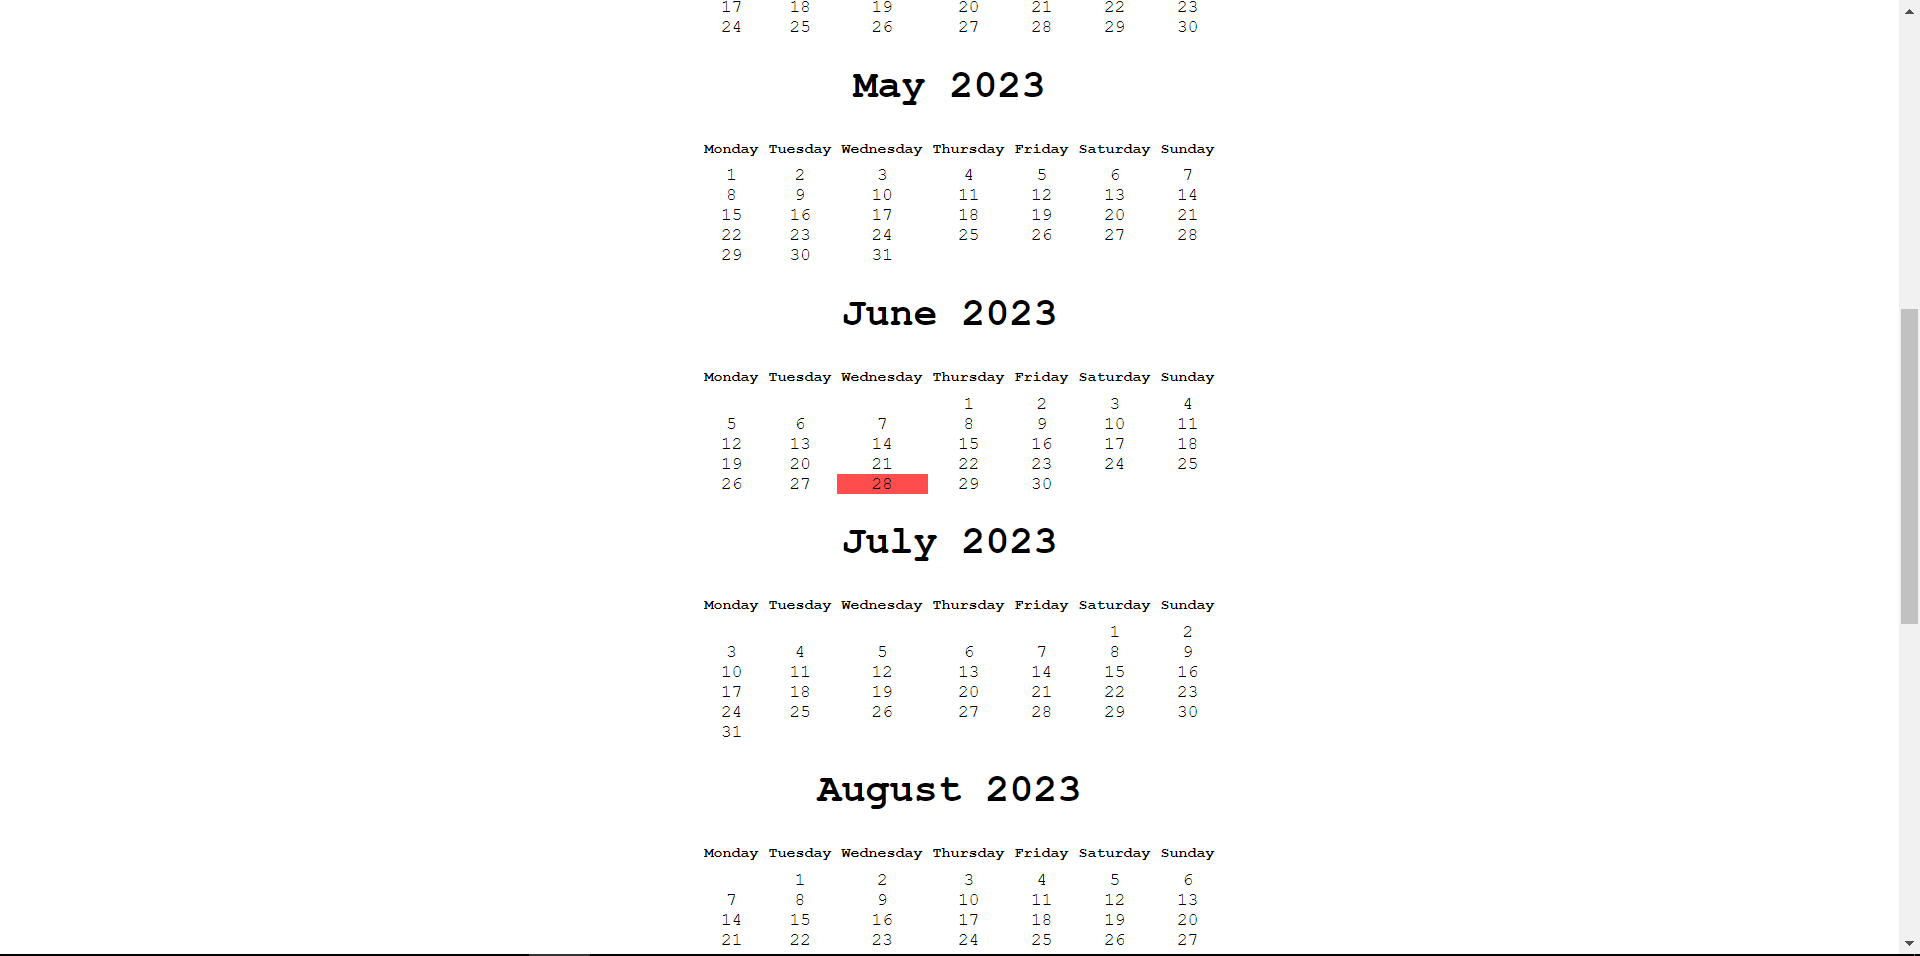 17 18 19 20 21 22 23
24 25 26 27 28 29 30
May 2023
Monday Tuesday Wednesday Thursday Friday Saturday Sunday
1 2 3 4 5 6 7
8 9 10 11 12 13 14
15 16 17 18 19 20 21
22 23 24 25 26 27 28
29 30 31
June 2023
Monday Tuesday Wednesday Thursday Friday Saturday Sunday
1 2 3 4
5 6 7 8 9 10 11
12 13 14 15 16 17 18
19 20 21 22 23 24 25
26 27 28 29 30
July 2023
Monday Tuesday Wednesday Thursday Friday Saturday Sunday
1 2
3 4 5 6 7 8 9
10 11 12 13 14 15 16
17 18 19 20 21 22 23
24 25 26 27 28 29 30
31
August 2023
Monday Tuesday Wednesday Thursday Friday Saturday Sunday
1 2 3 4 5 6
7 8 9 10 11 12 13
14 15 16 17 18 19 20
21 22 23 24 25 26 27